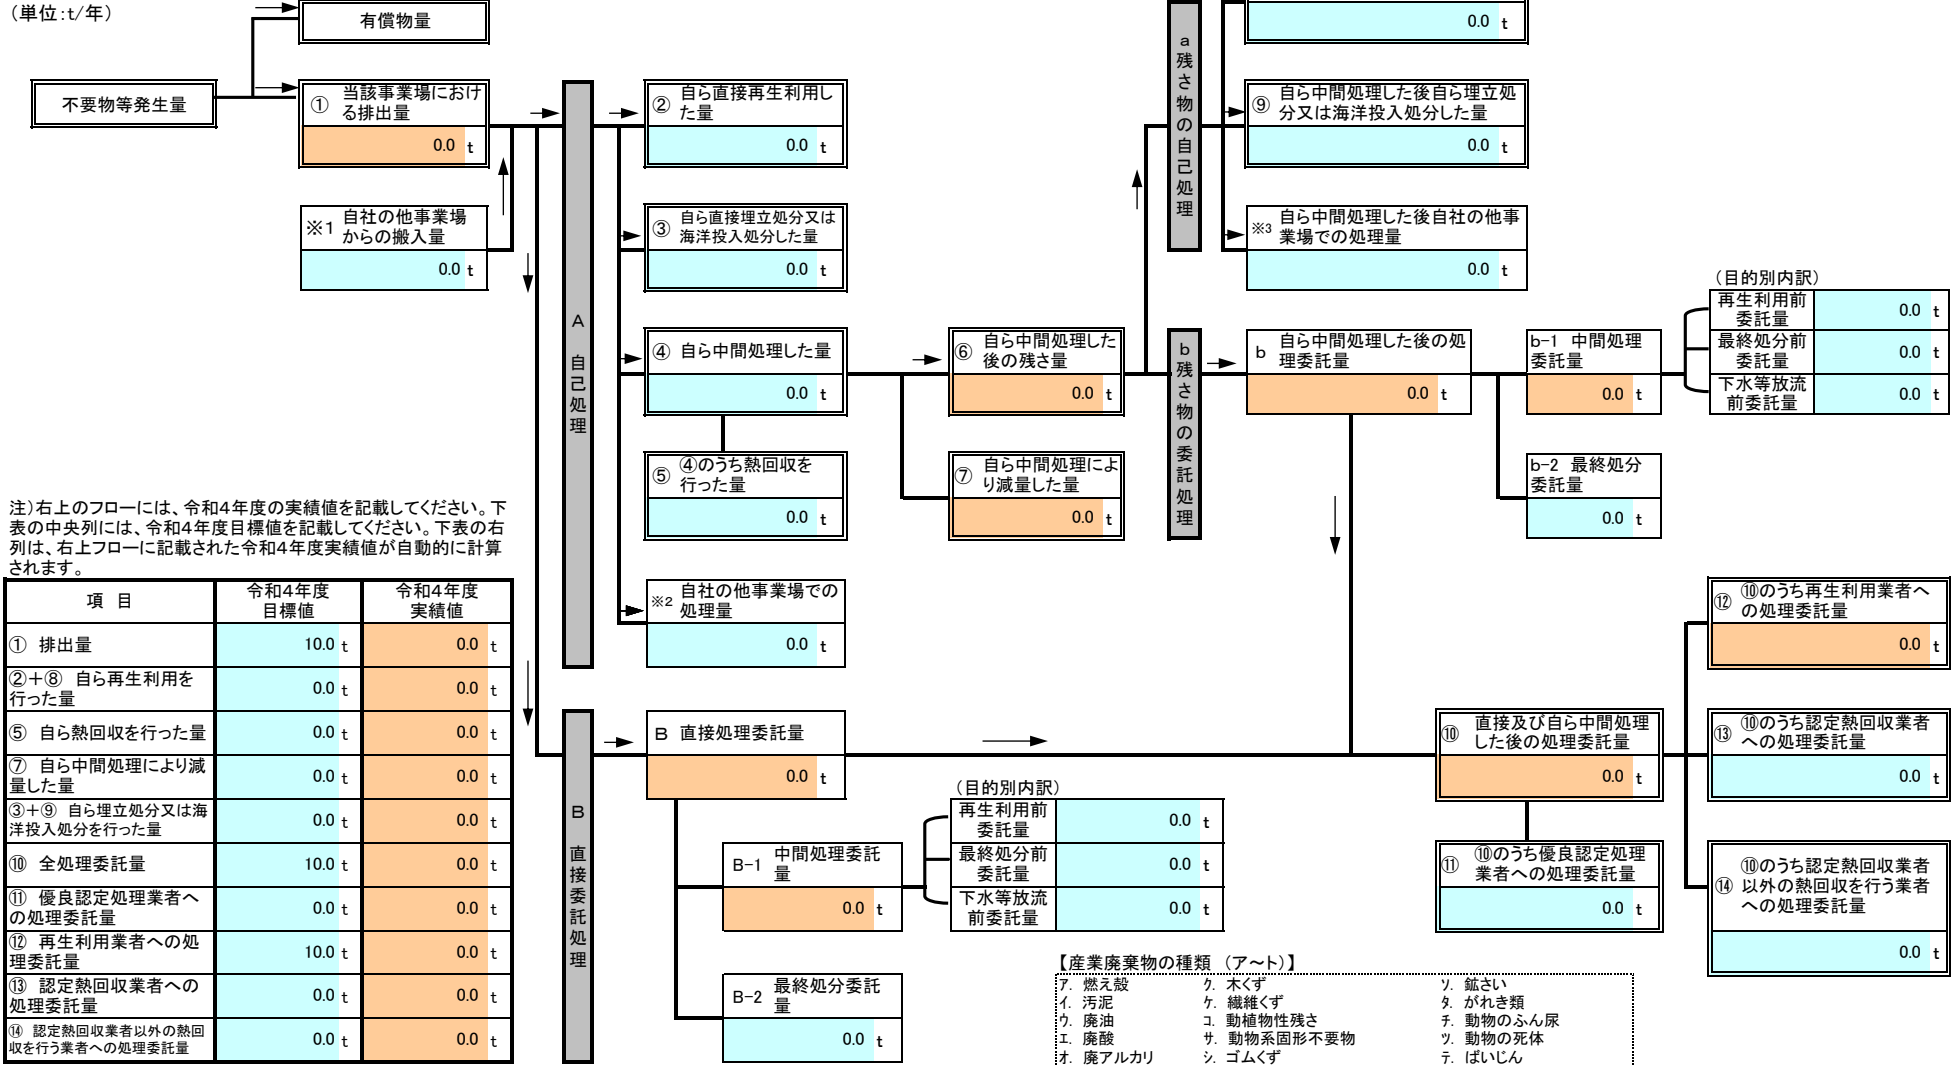 （単位:t/年）
有償物量
不要物等発生量
① 当該事業場におけ
る排出量
0.0 t
※1 自社の他事業場
からの搬入量
0.0 t
A
自己処理
② 自ら直接再生利用し
た量
0.0 t
③ 自ら直接埋立処分又は
海洋投入処分した量
0.0 t
④ 自ら中間処理した量
0.0 t
⑤ ④のうち熱回収を
行った量
0.0 t
※2 自社の他事業場での
処理量
0.0 t
⑥ 自ら中間処理した
後の残さ量
0.0 t
⑦ 自ら中間処理によ
り減量した量
0.0 t
a
残さ物の自己処理
0.0 t
⑨ 自ら中間処理した後自ら埋立処
分又は海洋投入処分した量
0.0 t
※3 自ら中間処理した後自社の他事
業場での処理量
0.0 t
b
残さ物の委託処理
b 自ら中間処理した後の処
理委託量
0.0 t
b-1 中間処理
委託量
0.0 t
（目的別内訳）
再生利用前
委託量
0.0 t
最終処分前
委託量
0.0 t
下水等放流
前委託量
0.0 t
b-2 最終処分
委託量
0.0 t
注）右上のフローには、令和４年度の実績値を記載してください。下
表の中央列には、令和４年度目標値を記載してください。下表の右
列は、右上フローに記載された令和４年度実績値が自動的に計算
されます。
項 目 令和４年度 令和４年度
目標値 実績値
① 排出量 10.0 t 0.0 t
②＋⑧ 自ら再生利用を
行った量 0.0 t 0.0 t
⑤ 自ら熱回収を行った量 0.0 t 0.0 t
⑦ 自ら中間処理により減
量した量 0.0 t 0.0 t
③＋⑨ 自ら埋立処分又は海
洋投入処分を行った量 0.0 t 0.0 t
⑩ 全処理委託量 10.0 t 0.0 t
⑪ 優良認定処理業者へ
の処理委託量 0.0 t 0.0 t
⑫ 再生利用業者への処
理委託量 10.0 t 0.0 t
⑬ 認定熱回収業者への
処理委託量 0.0 t 0.0 t
⑭ 認定熱回収業者以外の熱回
収を行う業者への処理委託量 0.0 t 0.0 t
B
直接委託処理
B 直接処理委託量
0.0 t
B-1 中間処理委託
量
0.0 t
（目的別内訳）
再生利用前
委託量
0.0 t
最終処分前
委託量
0.0 t
下水等放流
前委託量
0.0 t
B-2 最終処分委託
量
0.0 t
⑩ 直接及び自ら中間処理
した後の処理委託量
0.0 t
⑪ ⑩のうち優良認定処理
業者への処理委託量
0.0 t
⑫ ⑩のうち再生利用業者へ
の処理委託量
0.0 t
⑬ ⑩のうち認定熱回収業者
への処理委託量
0.0 t
⑭ ⑩のうち認定熱回収業者
以外の熱回収を行う業者
への処理委託量
0.0 t
【産業廃棄物の種類 （ア～ト）】
ア. 燃え殻 ク. 木くず ソ. 鉱さい
イ. 汚泥 ケ. 繊維くず タ. がれき類
ウ. 廃油 コ. 動植物性残さ チ. 動物のふん尿
エ. 廃酸 サ. 動物系固形不要物 ツ. 動物の死体
オ. 廃アルカリ シ. ゴムくず テ. ばいじん